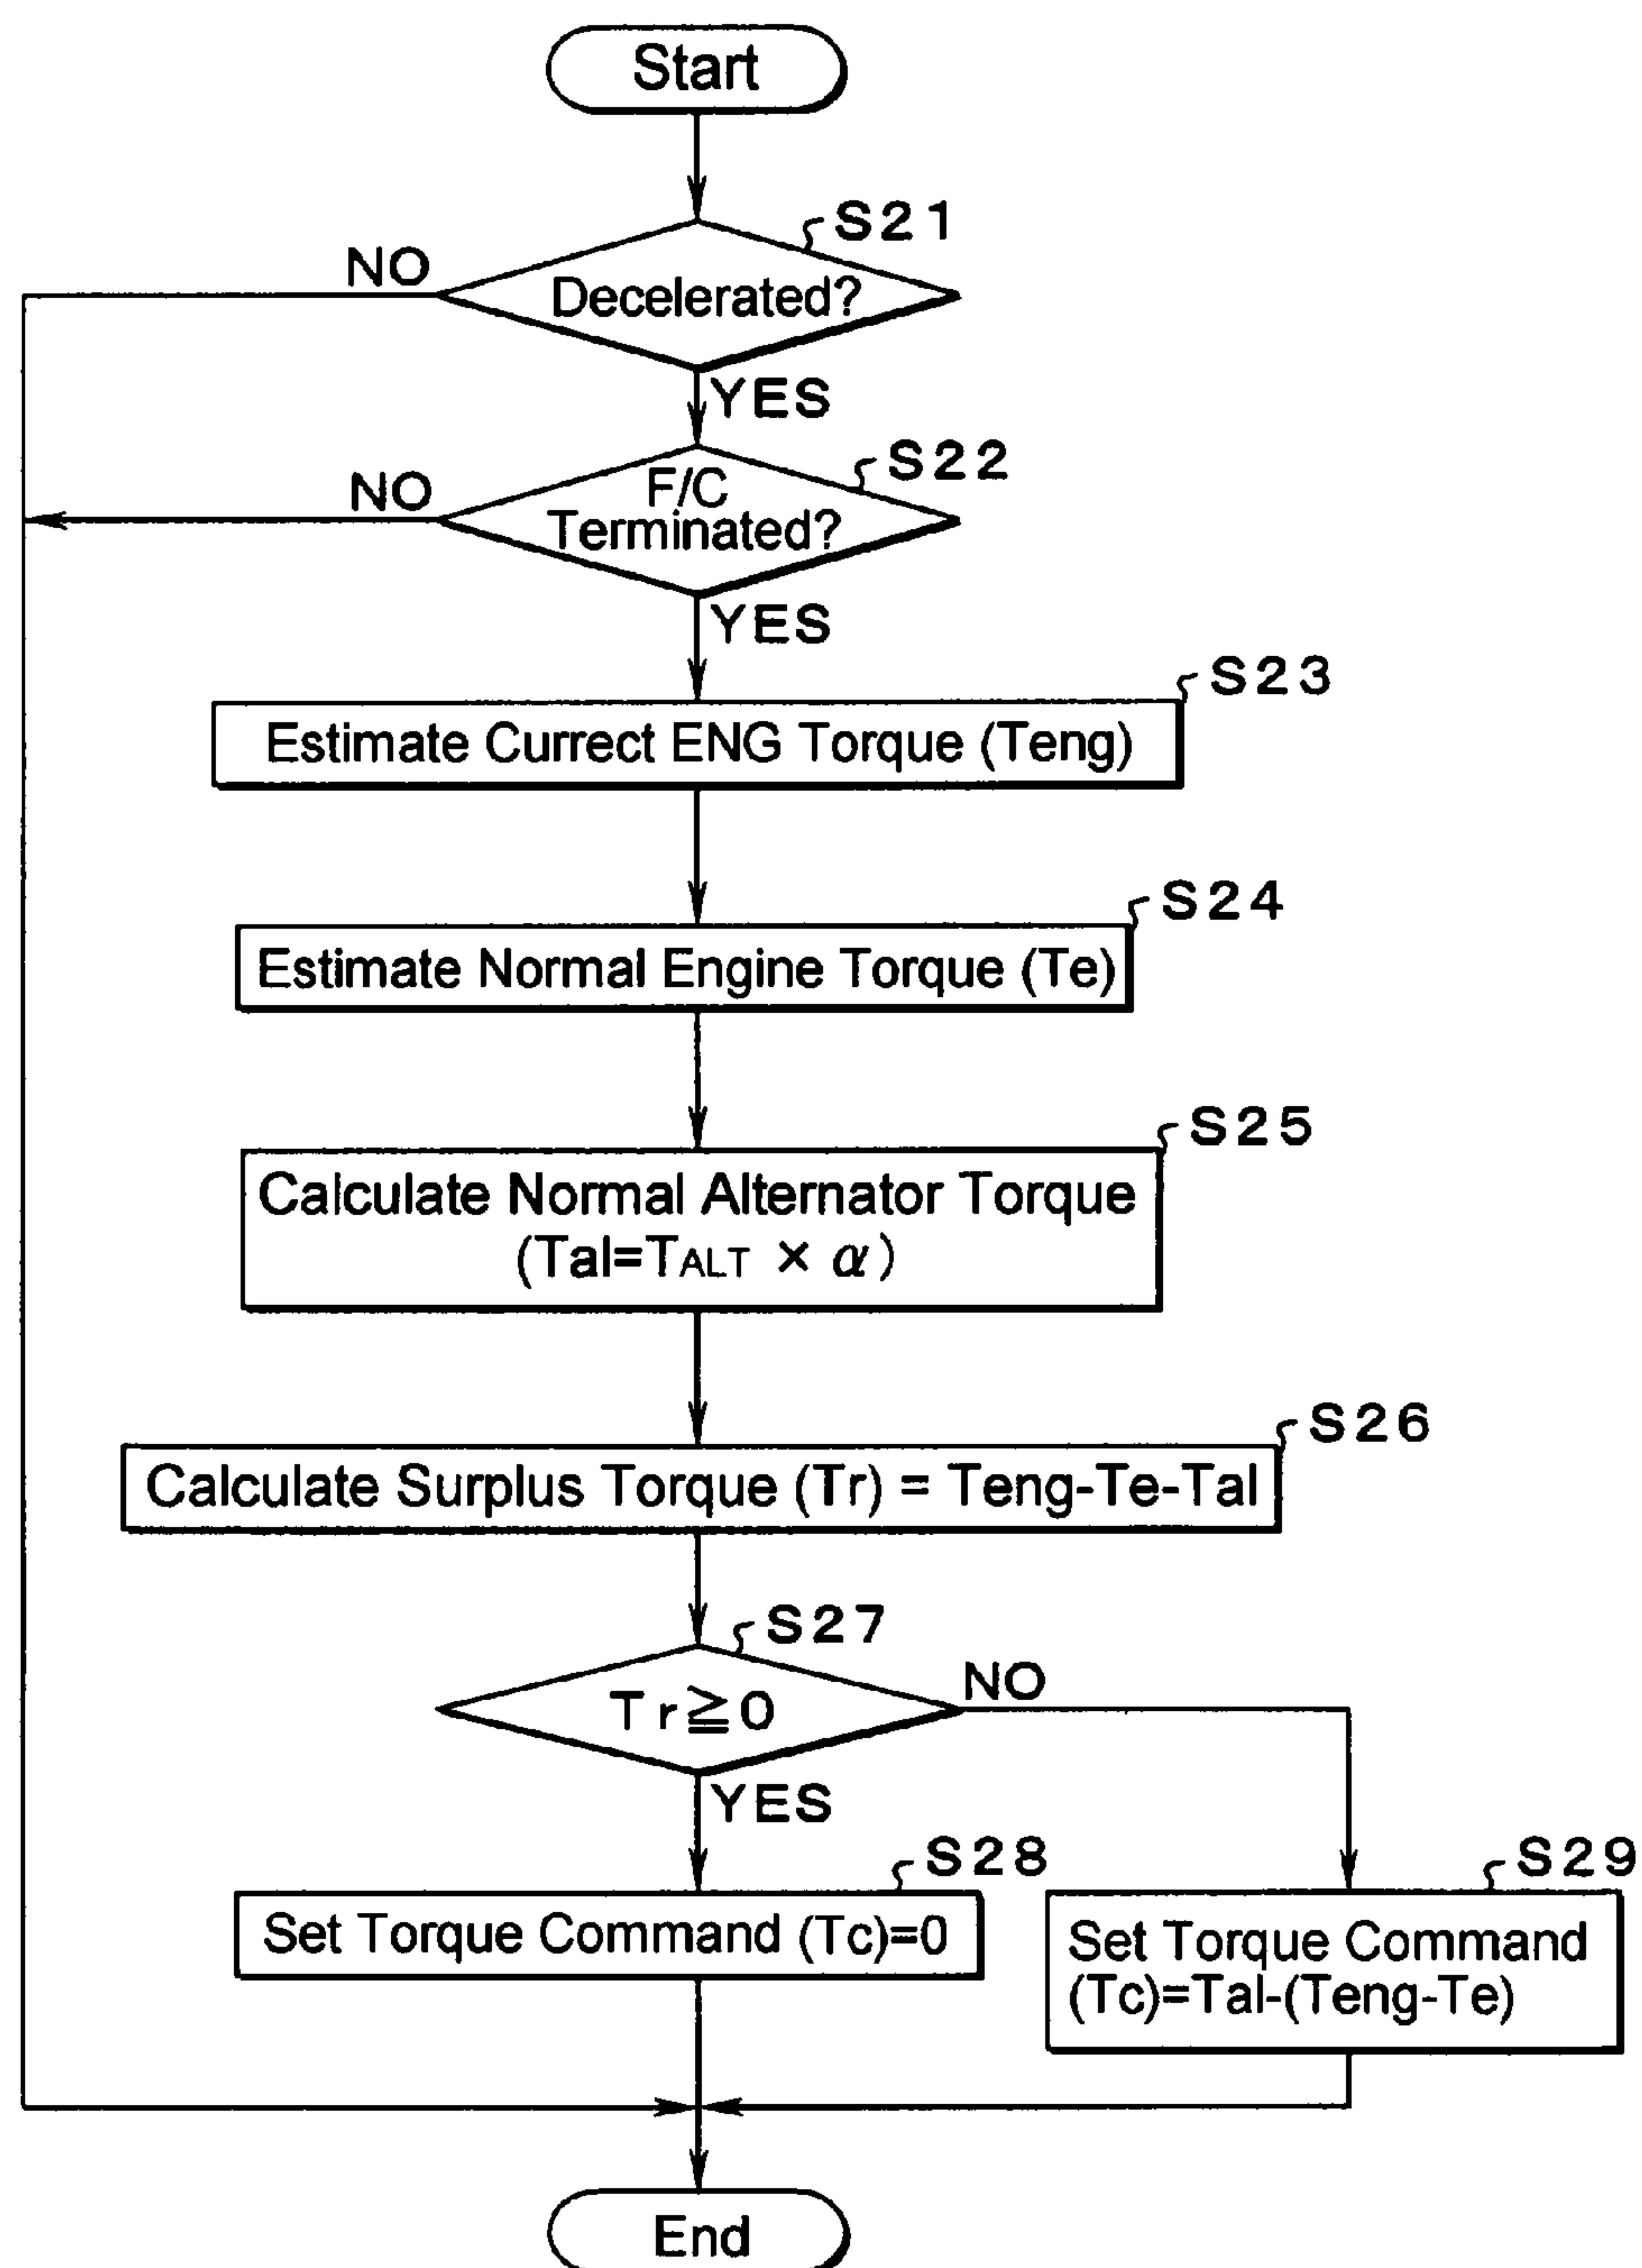 Start
S21
NO
Decelerated?
YES
S22
NO
F/C
Terminated?
YES
S23
Estimate Currect ENG Torque (Teng)
S24
Estimate Normal Engine Torque (Te)
S25
Calculate Normal Alternator Torque
(Tal=TALT × α)
S26
Calculate Surplus Torque (Tr) = Teng-Te-Tal
S27
NO
Tr≧0
YES
S28
Set Torque Command (Tc)=0
S29
Set Torque Command
(Tc)=Tal-(Teng-Te)
End